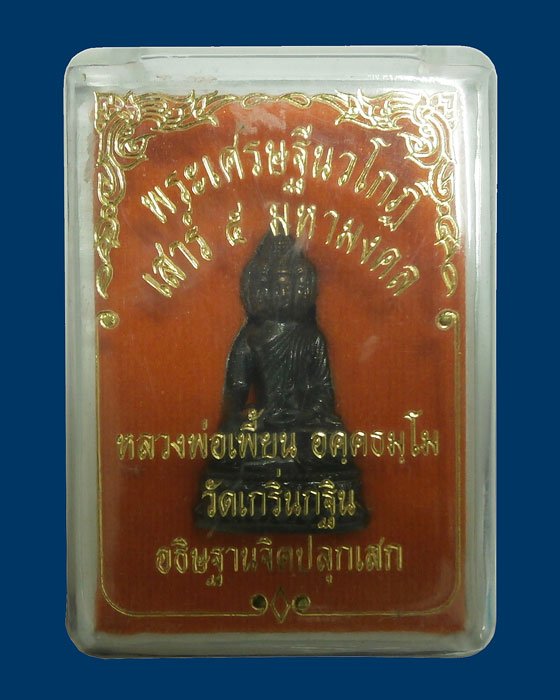 พระเศรษฐีนวโกฏิ
เสาร์ ๕ มหามงคล
หลวงพ่อเพี้ยน อคฺคธมฺโม
วัดเกริ่นกฐิน
อธิษฐานจิตปลุกเสก